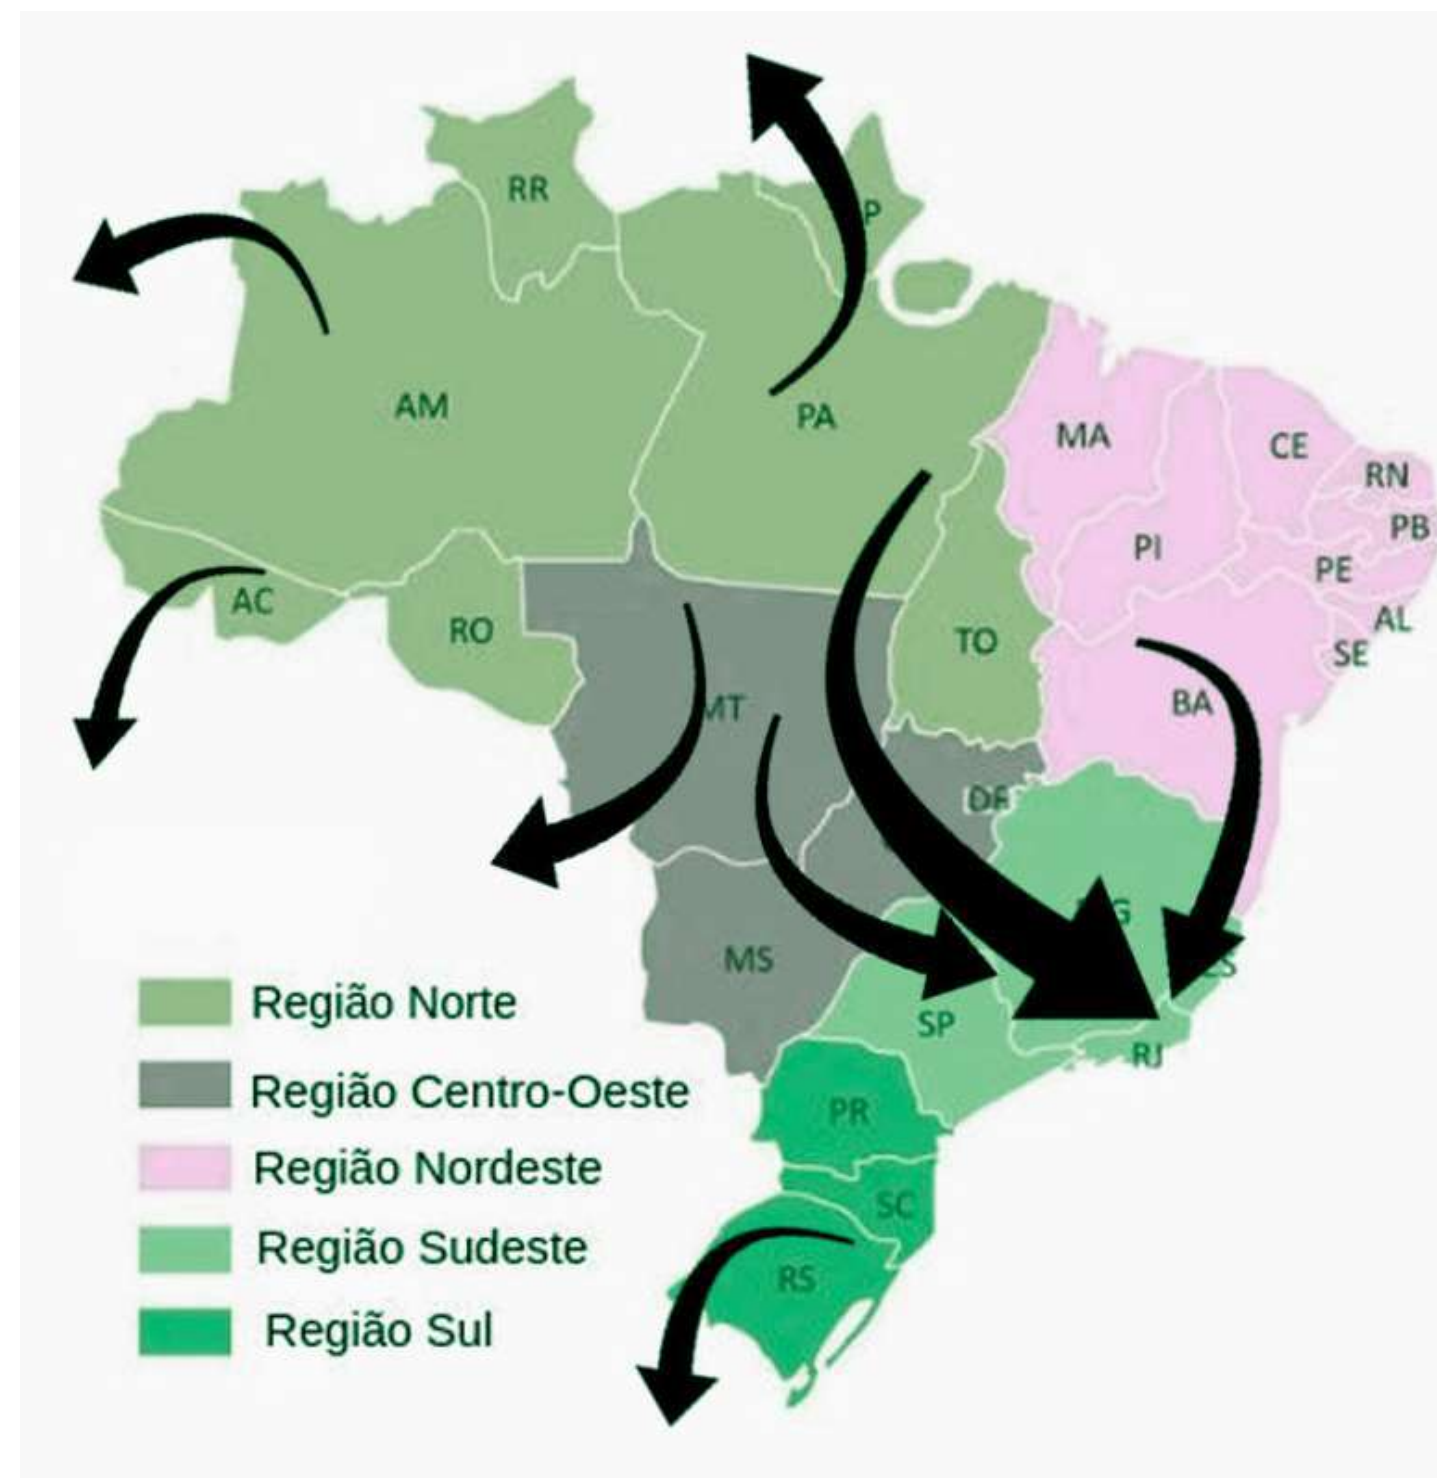 RR
P
AM
PA
MA
CE
RN
PB
PI
PE
AC
RO
TO
AL
SE
MT
BA
DF
G
MS
SP
RJ
PR
SC
RS
Região Norte
Região Centro-Oeste
Região Nordeste
Região Sudeste
Região Sul